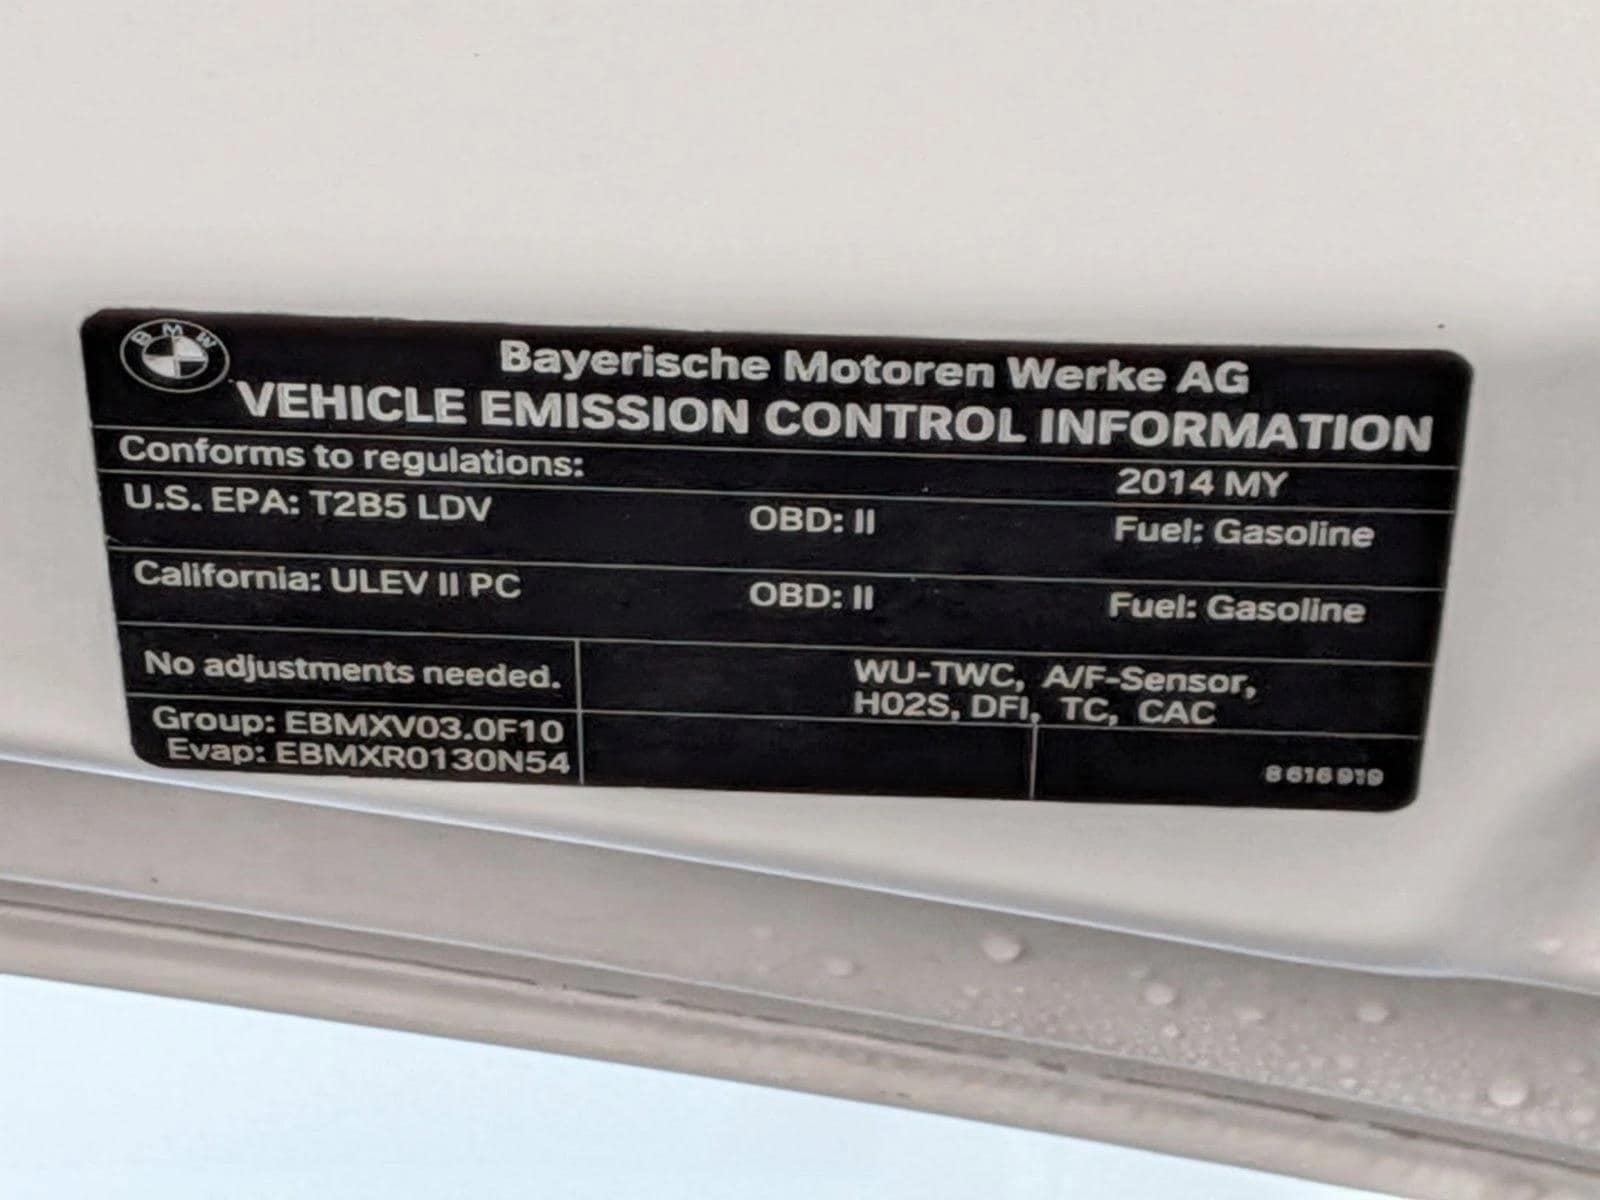 BMW
Bayerische Motoren Werke AG
VEHICLE EMISSION CONTROL INFORMATION
Conforms to regulations: 2014 MY
U.S. EPA: T2B5 LDV OBD: II Fuel: Gasoline
California: ULEV II PC OBD: II Fuel: Gasoline
No adjustments needed. WU-TWC, A/F-Sensor,
H02S, DFI, TC, CAC
Group: EBMXV03.0F10
Evap: EBMXR0130N54
8 616 919